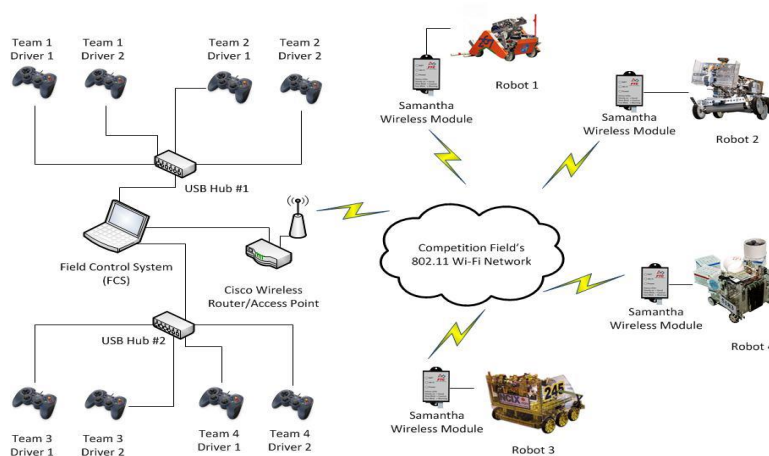 Team 1
Driver 1
Team 1
Driver 2
Team 2
Driver 1
Team 2
Driver 2
Robot 1
Samantha
Wireless Module
Samantha
Wireless Module
Robot 2
USB Hub #1
Field Control System
(FCS)
Cisco Wireless
Router/Access Point
Competition Field's
802.11 Wi-Fi Network
Samantha
Wireless Module
Robot 4
USB Hub #2
Team 3
Driver 1
Team 3
Driver 2
Team 4
Driver 1
Team 4
Driver 2
Samantha
Wireless Module
245
Robot 3